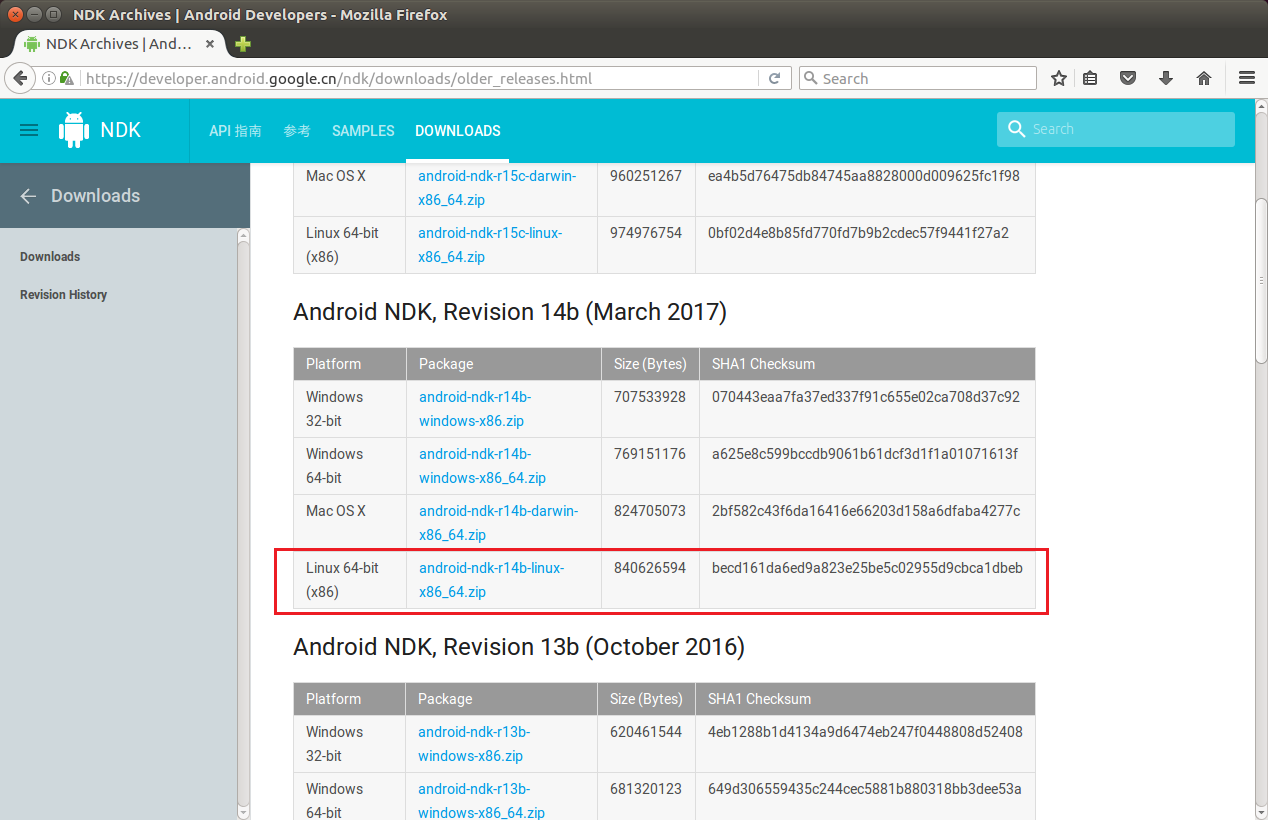 NDK Archives | Android Developers - Mozilla Firefox
NDK Archives | And...
https://developer.android.google.cn/ndk/downloads/older_releases.html
Search
NDK
API 指南
参考
SAMPLES
DOWNLOADS
Search
Downloads
Downloads
Revision History
Mac OS X android-ndk-r15c-darwin- 960251267 ea4b5d76475db84745aa8828000d009625fc1f98
x86_64.zip
Linux 64-bit android-ndk-r15c-linux- 974976754 0bf02d4e8b85fd770fd7b9b2cdec57f9441f27a2
(x86) x86_64.zip
Android NDK, Revision 14b (March 2017)
Platform Package Size (Bytes) SHA1 Checksum
Windows android-ndk-r14b- 707533928 070443eaa7fa37ed337f91c655e02ca708d37c92
32-bit windows-x86.zip
Windows android-ndk-r14b- 769151176 a625e8c599bccdb9061b61dcf3d1f1a01071613f
64-bit windows-x86_64.zip
Mac OS X android-ndk-r14b-darwin- 824705073 2bf582c43f6da16416e66203d158a6dfaba4277c
x86_64.zip
Linux 64-bit android-ndk-r14b-linux- 840626594 becd161da6ed9a823e25be5c02955d9cbca1dbeb
(x86) x86_64.zip
Android NDK, Revision 13b (October 2016)
Platform Package Size (Bytes) SHA1 Checksum
Windows android-ndk-r13b- 620461544 4eb1288b1d4134a9d6474eb247f0448808d52408
32-bit windows-x86.zip
Windows android-ndk-r13b- 681320123 649d306559435c244cec5881b880318bb3dee53a
64-bit windows-x86_64.zip